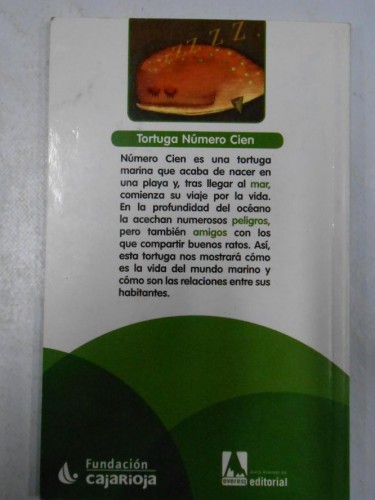 ZZZZZ
Tortuga Número Cien
Número Cien es una tortuga
marina que acaba de nacer en
una playa y, tras llegar al mar,
comienza su viaje por la vida.
En la profundidad del océano
la acechan numerosos peligros,
pero también amigos con los
que compartir buenos ratos. Así,
esta tortuga nos mostrará cómo
es la vida del mundo marino y
cómo son las relaciones entre sus
habitantes.
Fundación
cajarioja
everest
editorial